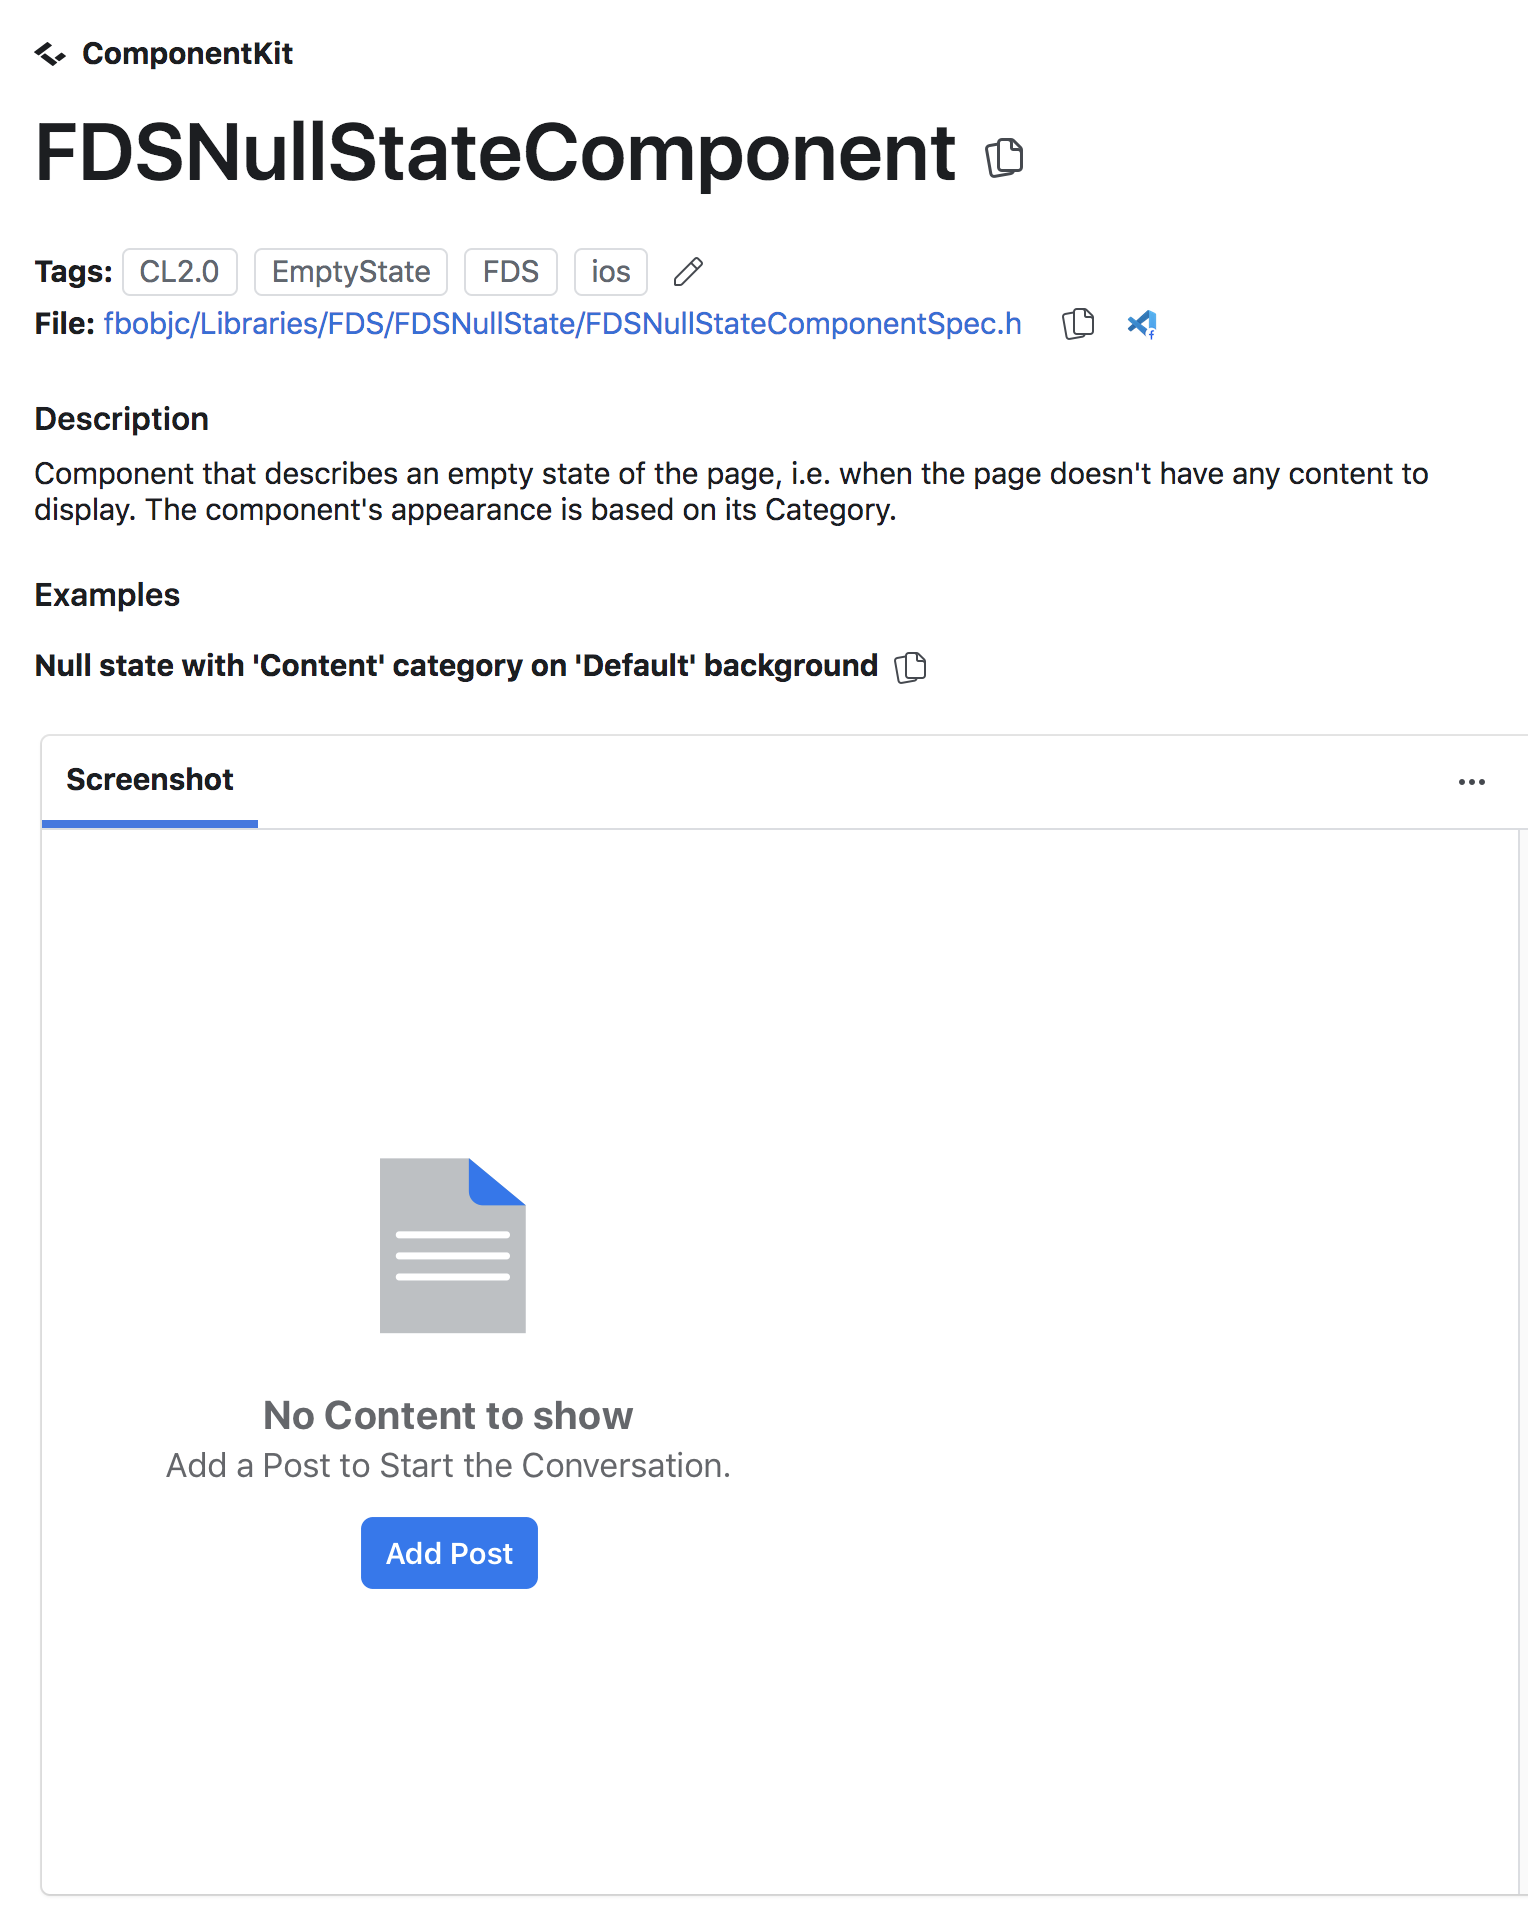 ComponentKit
FDSNullStateComponent
Tags: CL2.0 EmptyState FDS ios
File: fbobjc/Libraries/FDS/FDSNullState/FDSNullStateComponentSpec.h
Description
Component that describes an empty state of the page, i.e. when the page doesn't have any content to
display. The component's appearance is based on its Category.
Examples
Null state with 'Content' category on 'Default' background
Screenshot
No Content to show
Add a Post to Start the Conversation.
Add Post